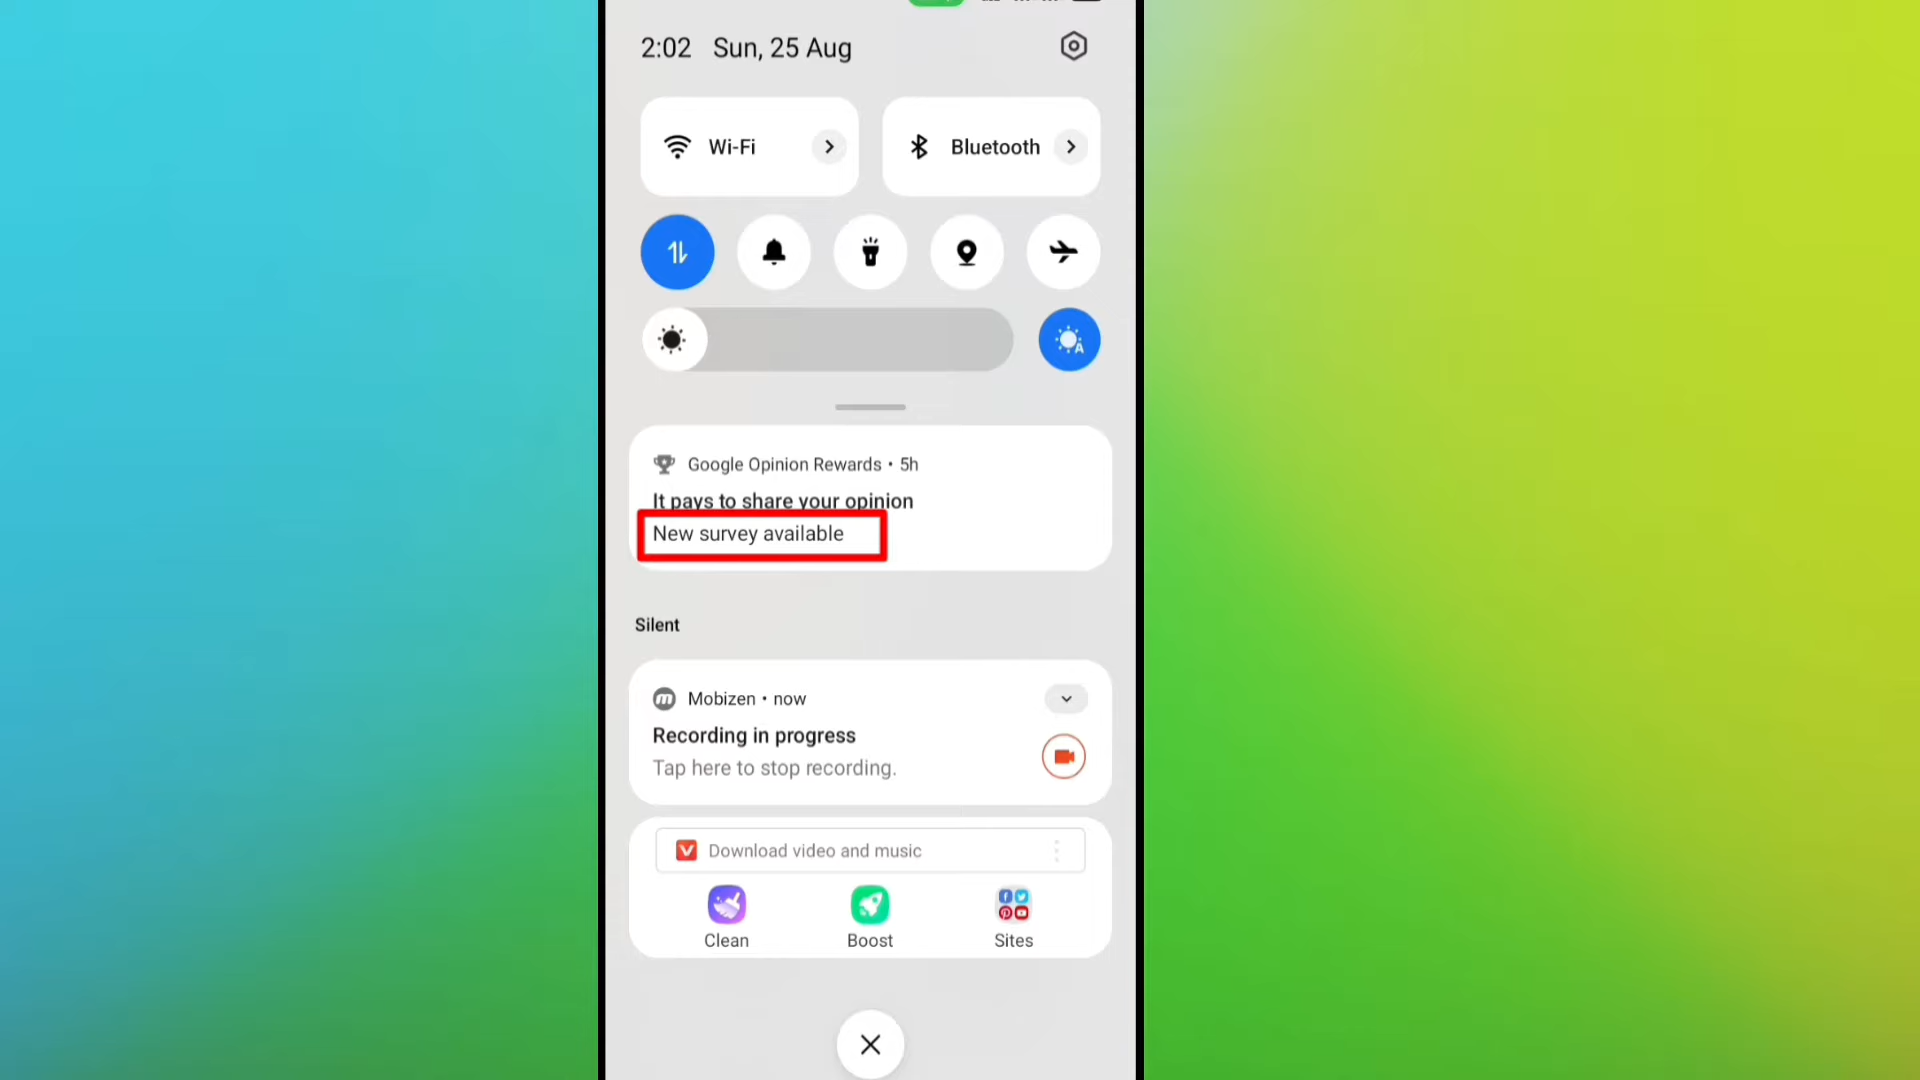 2:02 Sun, 25 Aug
Wi-Fi
Bluetooth
A
Google Opinion Rewards • 5h
It pays to share your opinion
New survey available
Silent
m Mobizen • now
Recording in progress
Tap here to stop recording.
Download video and music
Clean
Boost
Sites